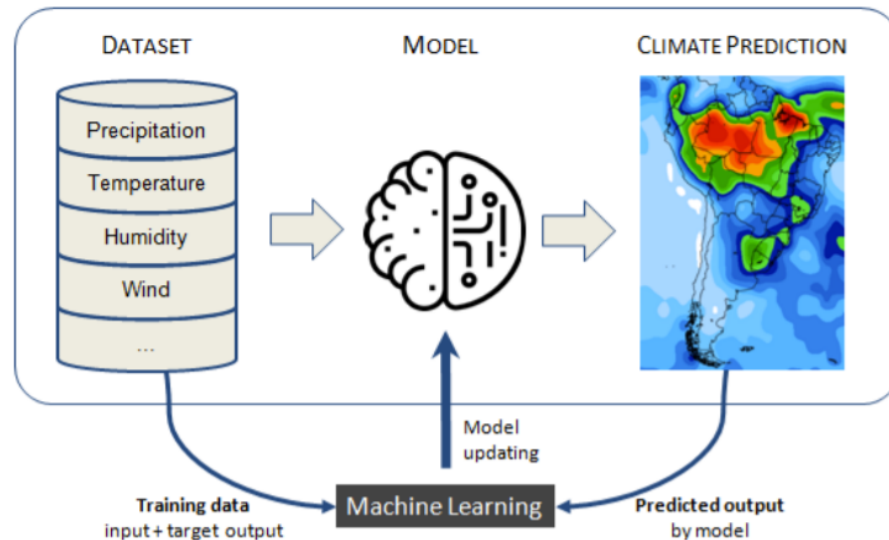 DATASET
MODEL
CLIMATE PREDICTION
Precipitation
Temperature
Humidity
Wind
...
Model
updating
Training data
input + target output
Machine Learning
Predicted output
by model